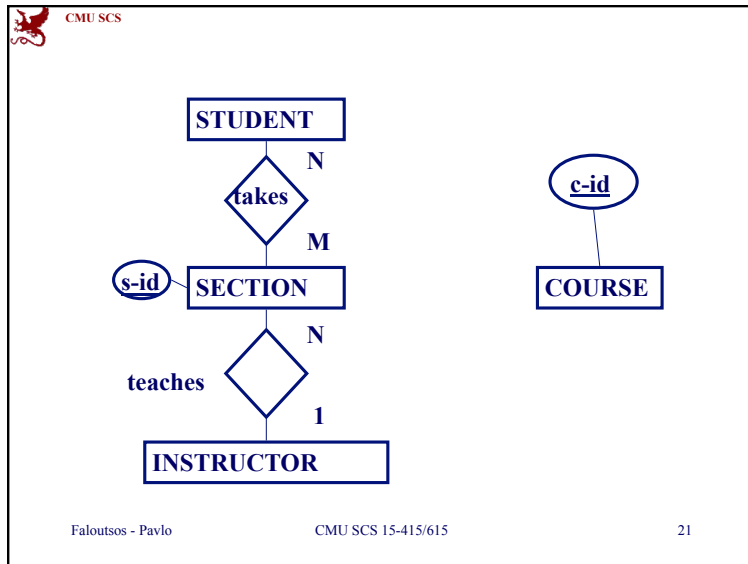 CMU SCS
STUDENT
N
takes
c-id
M
s-id
SECTION
COURSE
N
teaches
1
INSTRUCTOR
Faloutsos - Pavlo
CMU SCS 15-415/615
21